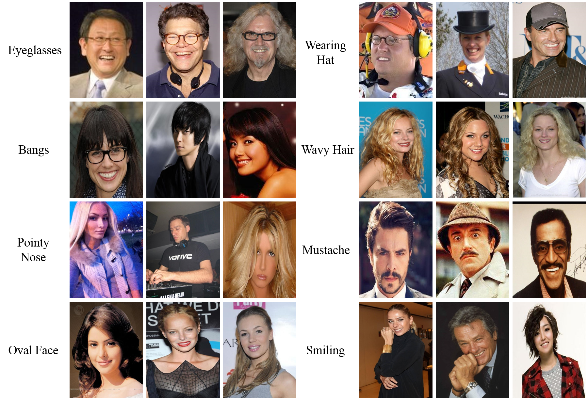 Eyeglasses
Wearing
Hat
Bangs
Wavy Hair
Pointy
Nose
Mustache
Oval Face
Smiling